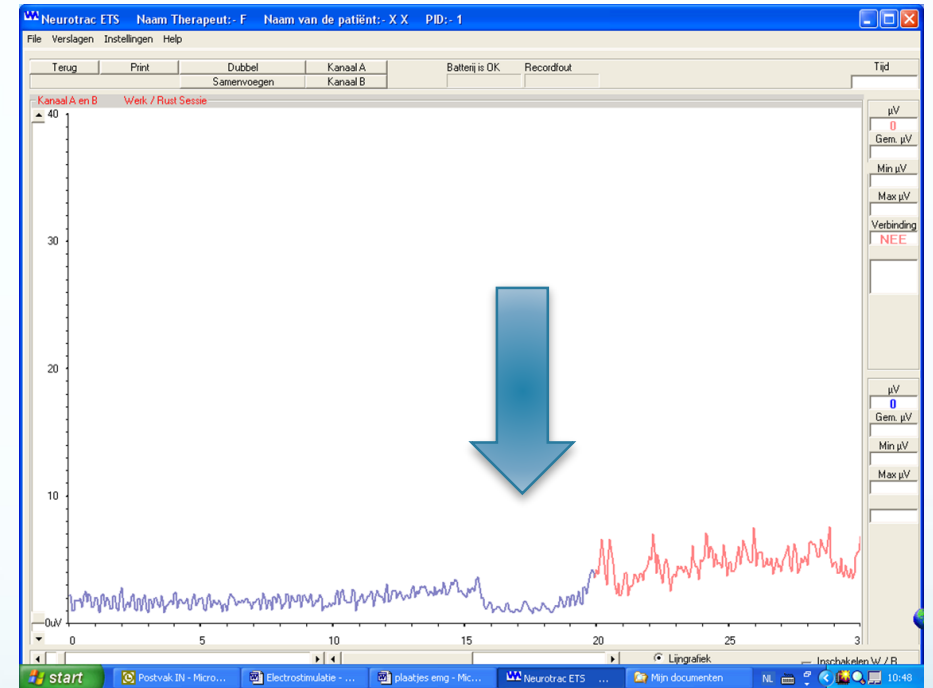 Neurotrac ETS Naam Therapeut:- F Naam van de patiënt:- X X PID:- 1
File Verslagen Instellingen Help
Terug Print Dubbel Kanaal A Batterij is OK Recordfout Tijd
Samenvoegen Kanaal B
Kanaal A en B Werk / Rust Sessie
40
30
20
10
0uV
0 5 10 15 20 25 3
µV
0
Gem. µV
Min µV
Max µV
Verbinding
NEE
µV
0
Gem. µV
Min µV
Max µV
Lijngrafiek Inschakelen W / R
start Postvak IN - Micro... Electrostimulatie - ... plaatjes emg - Mic... Neurotrac ETS ... Mijn documenten NL 10:48